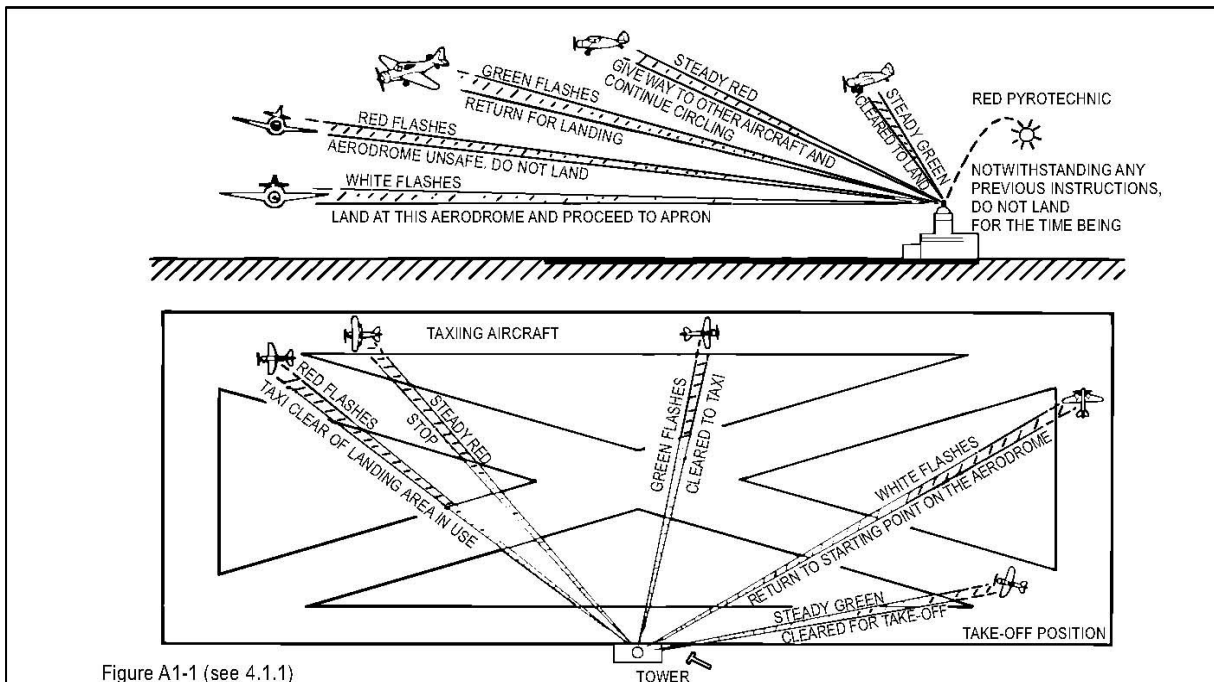 STEADY RED
GIVE WAY TO OTHER AIRCRAFT AND
CONTINUE CIRCLING
GREEN FLASHES
RETURN FOR LANDING
STEADY GREEN
CLEARED TO LAND
RED PYROTECHNIC
RED FLASHES
AERODROME UNSAFE, DO NOT LAND
NOTWITHSTANDING ANY
PREVIOUS INSTRUCTIONS,
DO NOT LAND
FOR THE TIME BEING
WHITE FLASHES
LAND AT THIS AERODROME AND PROCEED TO APRON
TAXIING AIRCRAFT
RED FLASHES
TAXI CLEAR OF LANDING AREA IN USE
STEADY RED
STOP
GREEN FLASHES
CLEARED TO TAXI
WHITE FLASHES
RETURN TO STARTING POINT ON THE AERODROME
STEADY GREEN
CLEARED FOR TAKE-OFF
TAKE-OFF POSITION
Figure A1-1 (see 4.1.1)
TOWER